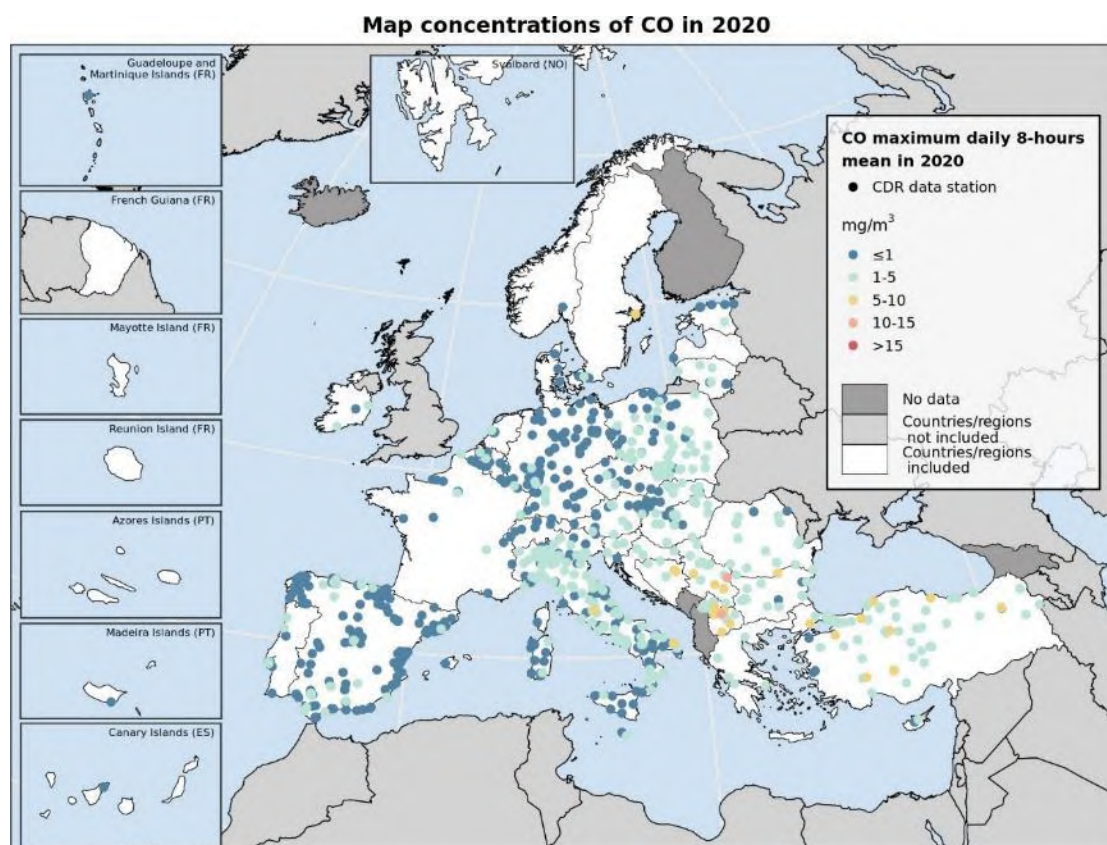 Map concentrations of CO in 2020
Guadeloupe and
Martinique Islands (FR)
Svalbard (NO)
French Guiana (FR)
Mayotte Island (FR)
Reunion Island (FR)
Azores Islands (PT)
Madeira Islands (PT)
Canary Islands (ES)
CO maximum daily 8-hours
mean in 2020
CDR data station
mg/m³
≤1
1-5
5-10
10-15
>15
No data
Countries/regions
not included
Countries/regions
included